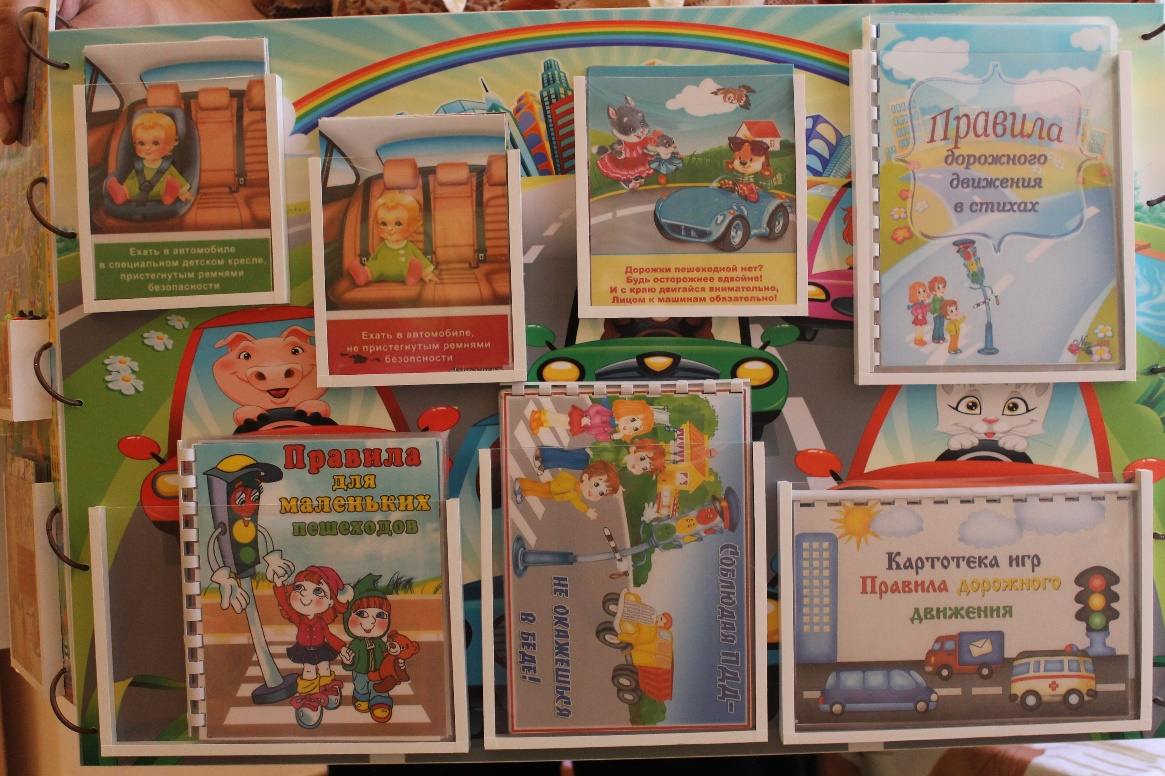 Ехать в автомобиле
в специальном детском кресле,
пристегнутым ремнями
безопасности
Ехать в автомобиле,
не пристегнутым ремнями
безопсности
Дорожки пешеходной нет?
Будь осторожнее вдвойне!
И с краю двигайся внимательно,
Лицом к машинам обязательно!
Правила
дорожного
движения
в стихах
Правила
для
маленьких
пешеходов
Соблюдая ПДД-
не окажешься
в беде!
Картотека игр
Правила дорожного
движения